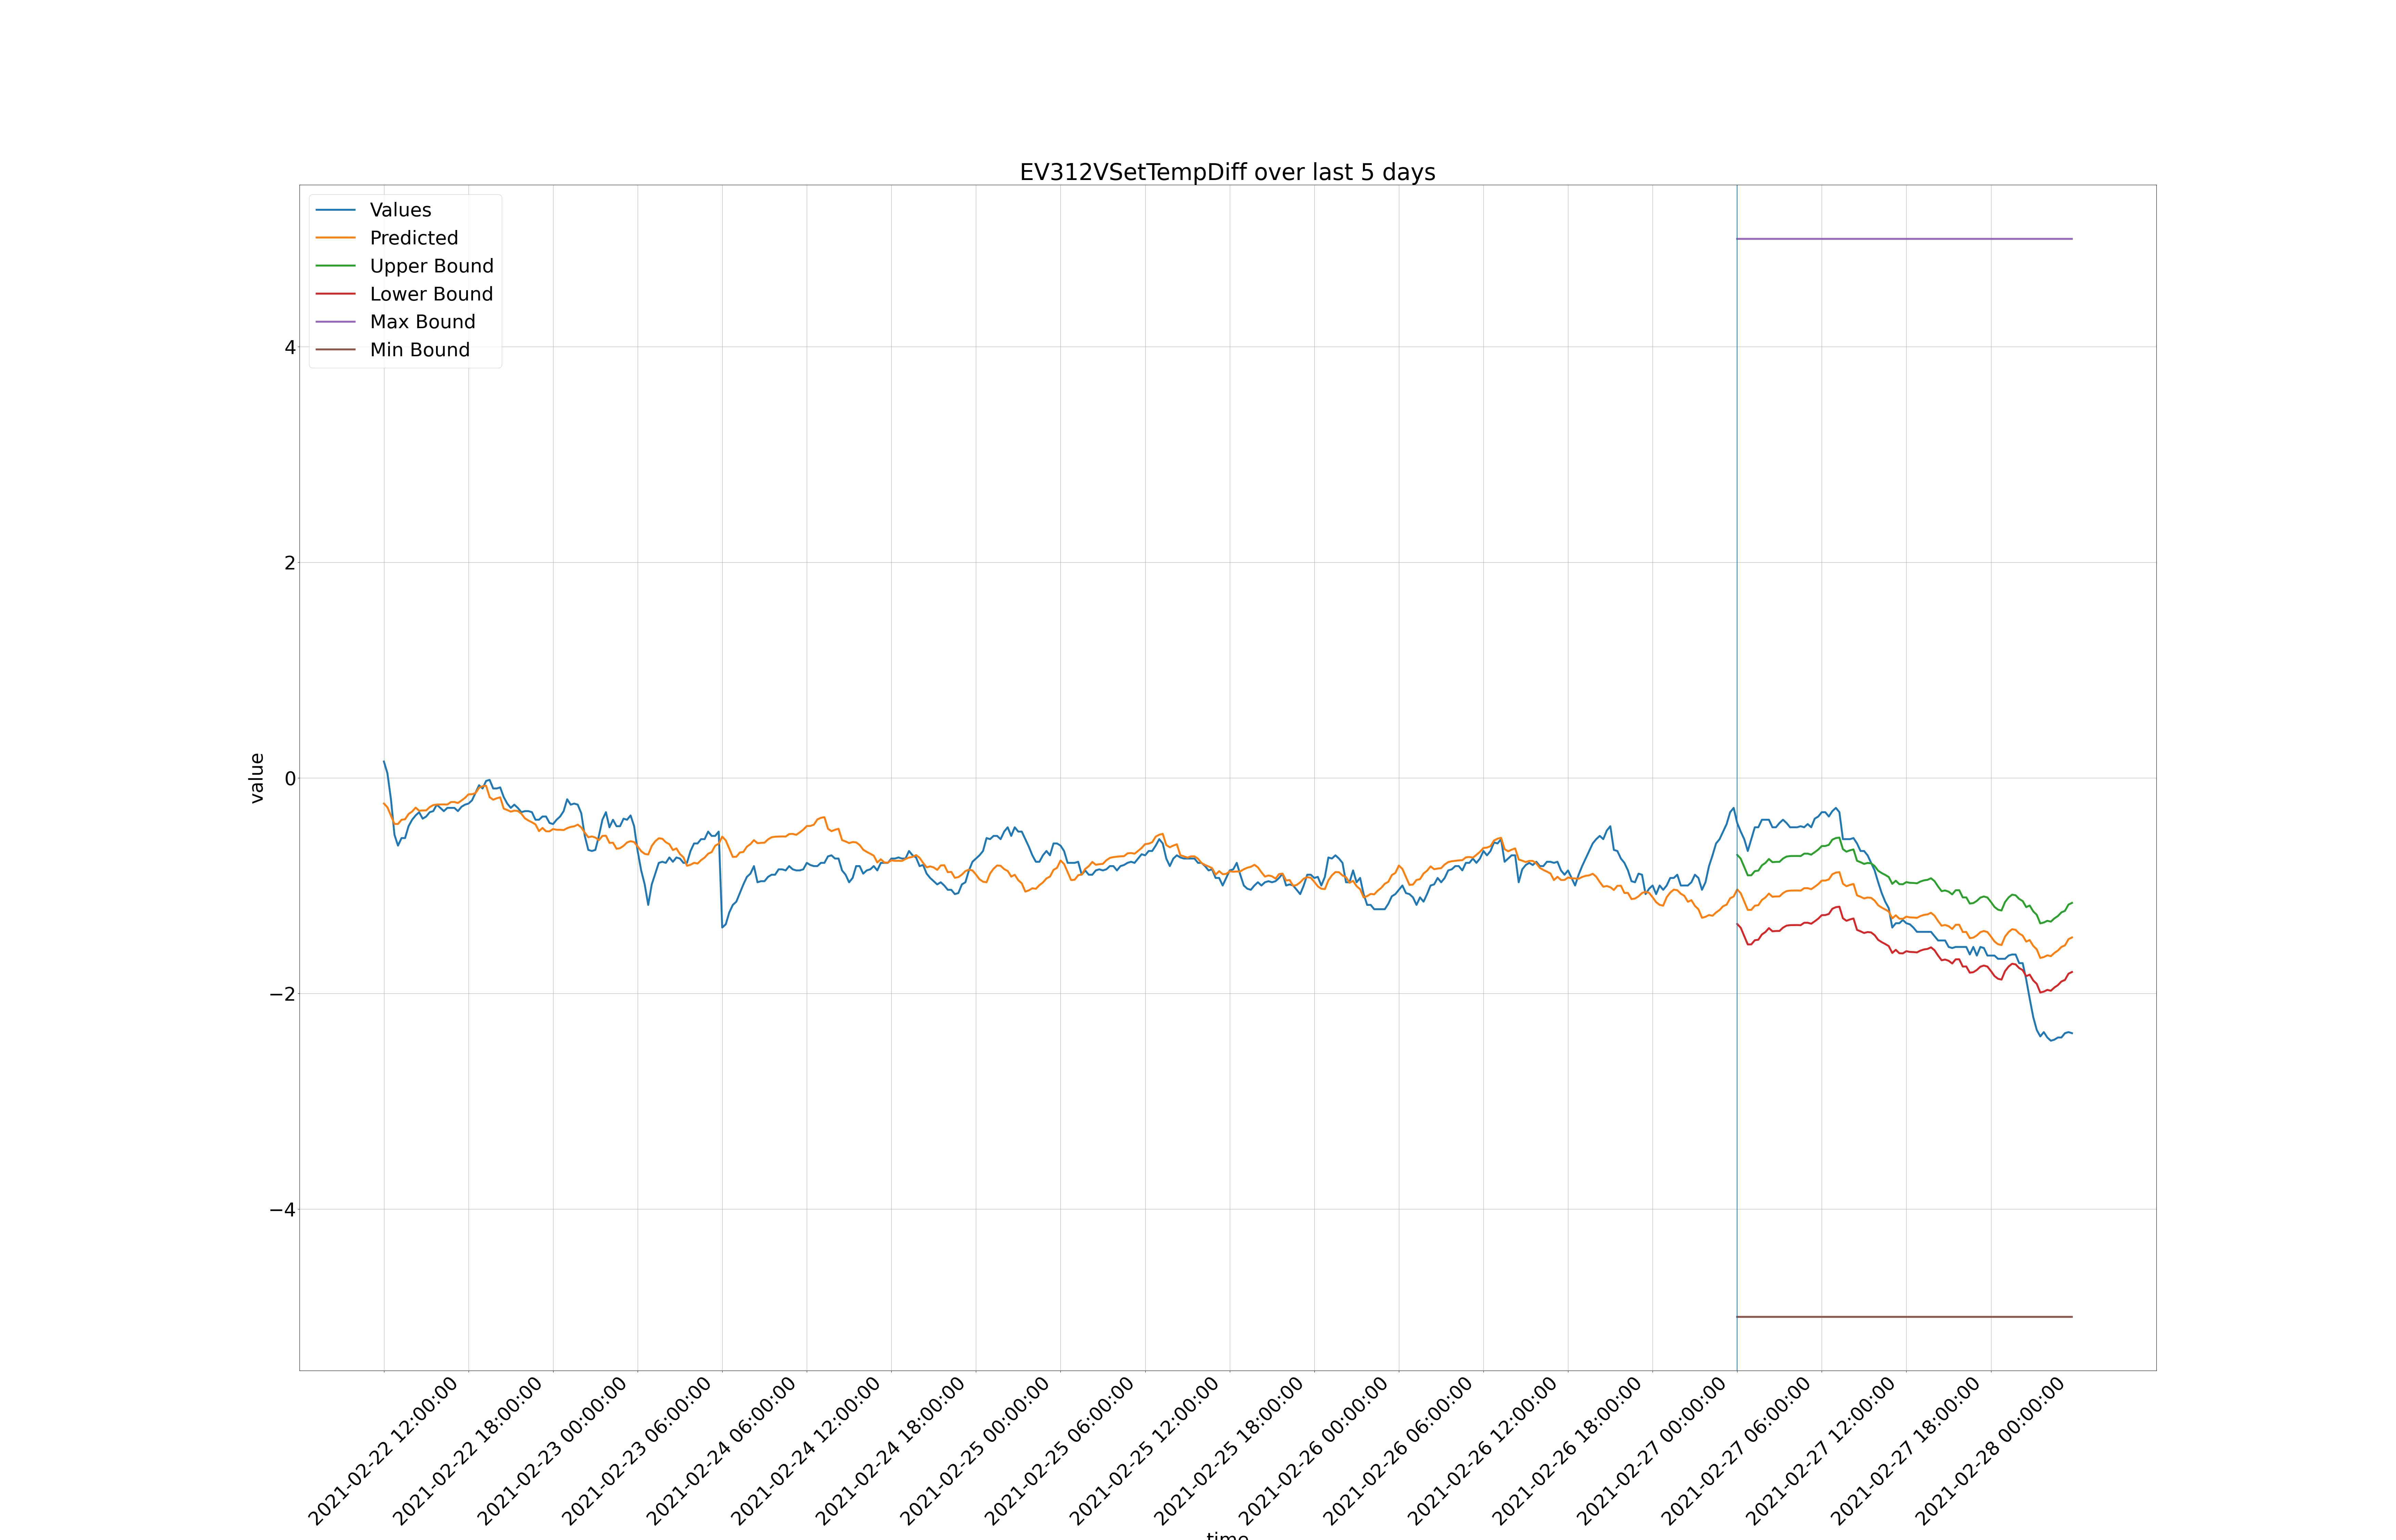 EV312VSetTempDiff over last 5 days
Values
Predicted
Upper Bound
Lower Bound
Max Bound
Min Bound
4
2
0
−2
−4
value
2021-02-22 12:00:00
2021-02-22 18:00:00
2021-02-23 00:00:00
2021-02-23 06:00:00
2021-02-24 06:00:00
2021-02-24 12:00:00
2021-02-24 18:00:00
2021-02-25 00:00:00
2021-02-25 06:00:00
2021-02-25 12:00:00
2021-02-25 18:00:00
2021-02-26 00:00:00
2021-02-26 06:00:00
2021-02-26 12:00:00
2021-02-26 18:00:00
2021-02-27 00:00:00
2021-02-27 06:00:00
2021-02-27 12:00:00
2021-02-27 18:00:00
2021-02-28 00:00:00
time